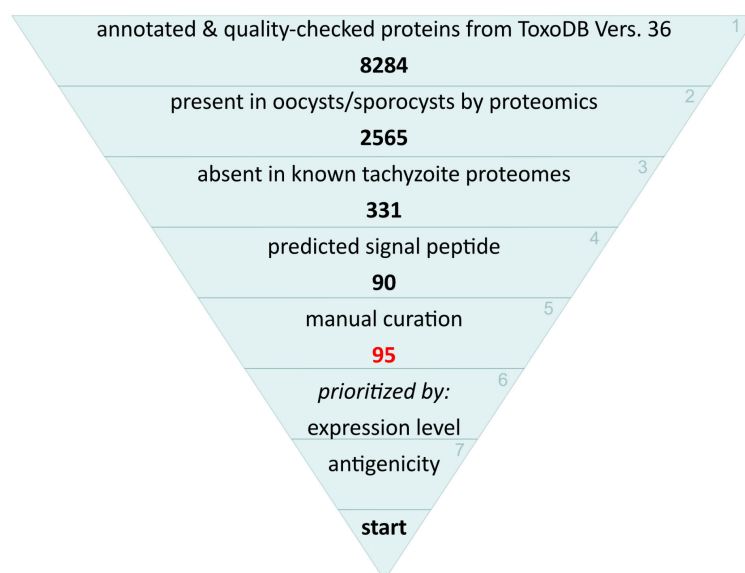 annotated & quality-checked proteins from ToxoDB Vers. 36
1
8284
present in oocysts/sporocysts by proteomics
2
2565
absent in known tachyzoite proteomes
3
331
predicted signal peptide
4
90
manual curation
5
95
prioritized by:
6
expression level
antigenicity
7
start